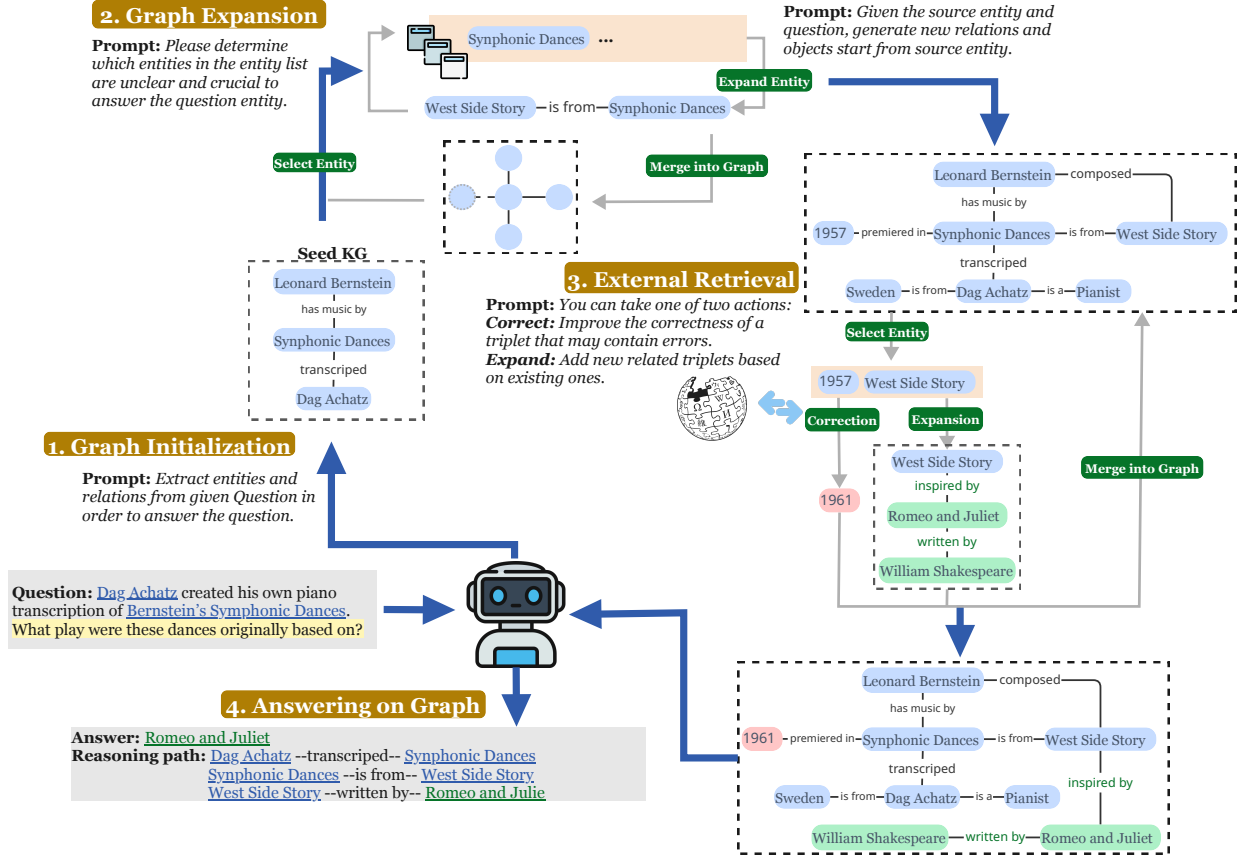 2. Graph Expansion
Prompt: Please determine
which entities in the entity list
are unclear and crucial to
answer the question entity.
Synphonic Dances ...
Expand Entity
West Side Story is from Synphonic Dances
Select Entity
Merge into Graph
Prompt: Given the source entity and
question, generate new relations and
objects start from source entity.
Leonard Bernstein composed
has music by
1957 premiered in Synphonic Dances is from West Side Story
transcriped
Sweden is from Dag Achatz is a Pianist
Seed KG
Leonard Bernstein
has music by
Synphonic Dances
transcriped
Dag Achatz
3. External Retrieval
Prompt: You can take one of two actions:
Correct: Improve the correctness of a
triplet that may contain errors.
Expand: Add new related triplets based
on existing ones.
Select Entity
1957 West Side Story
Correction Expansion
1961
West Side Story
inspired by
Romeo and Juliet
written by
William Shakespeare
Merge into Graph
1. Graph Initialization
Prompt: Extract entities and
relations from given Question in
order to answer the question.
Question: Dag Achatz created his own piano
transcription of Bernstein's Symphonic Dances.
What play were these dances originally based on?
Leonard Bernstein composed
has music by
1961 premiered in Synphonic Dances is from West Side Story
transcriped
inspired by
Sweden is from Dag Achatz is a Pianist
William Shakespeare written by Romeo and Juliet
4. Answering on Graph
Answer: Romeo and Juliet
Reasoning path: Dag Achatz --transcriped-- Synphonic Dances
Synphonic Dances --is from-- West Side Story
West Side Story --written by-- Romeo and Julie